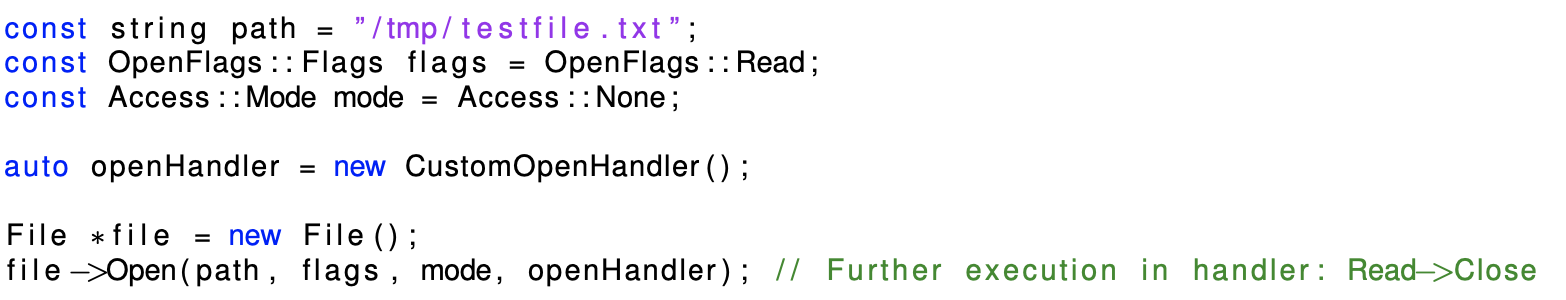 const string path = ”/tmp/testfile.txt”;
const OpenFlags::Flags flags = OpenFlags::Read;
const Access::Mode mode = Access::None;
auto openHandler = new CustomOpenHandler();
File *file = new File();
file->Open(path, flags, mode, openHandler); // Further execution in handler: Read->Close